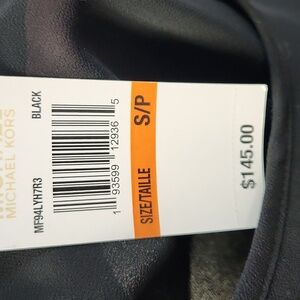 MICHAEL KORS
MF94LYH7R3
BLACK
1 93599 12936 5
SIZE/TAILLE
S/P
$145.00